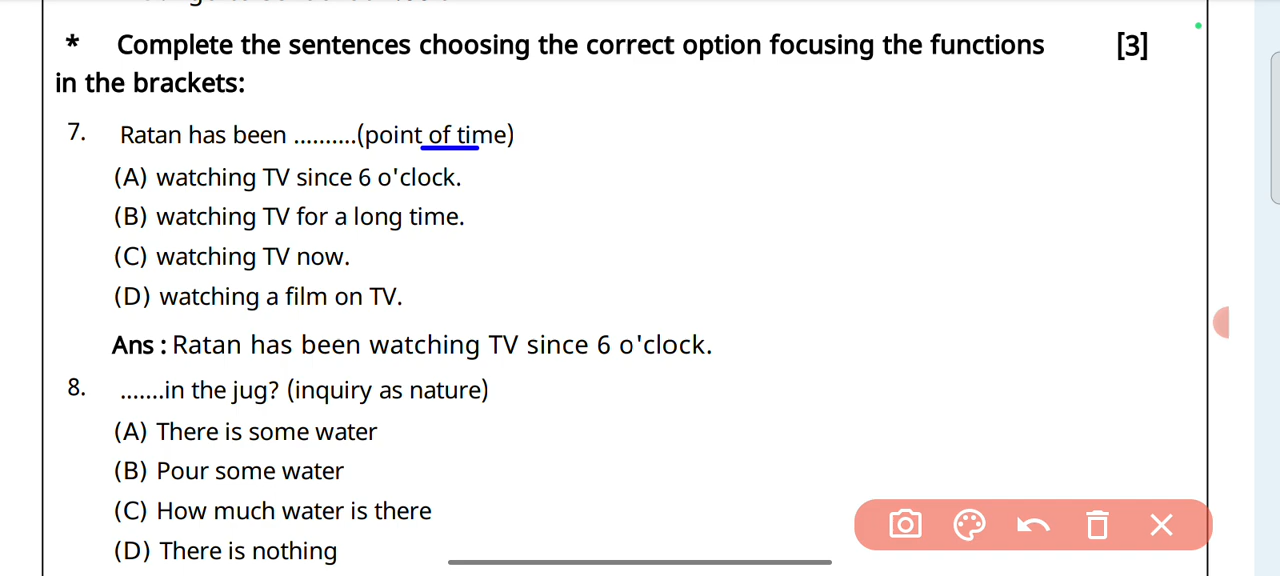 * Complete the sentences choosing the correct option focusing the functions [3]
in the brackets:
7. Ratan has been ..........(point of time)
(A) watching TV since 6 o'clock.
(B) watching TV for a long time.
(C) watching TV now.
(D) watching a film on TV.
Ans : Ratan has been watching TV since 6 o'clock.
8. .......in the jug? (inquiry as nature)
(A) There is some water
(B) Pour some water
(C) How much water is there
(D) There is nothing